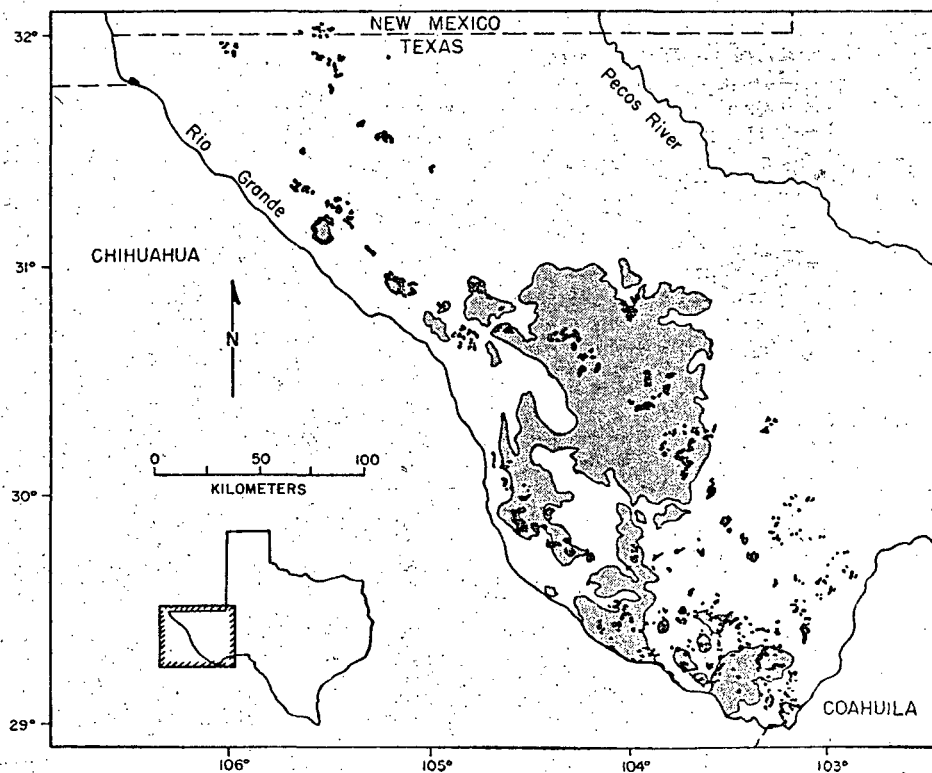 NEW MEXICO
32°
TEXAS
Pecos River
Rio Grande
CHIHUAHUA
31°
N
A
0 50 100
KILOMETERS
30°
29°
COAHUILA
106° 105° 104° 103°